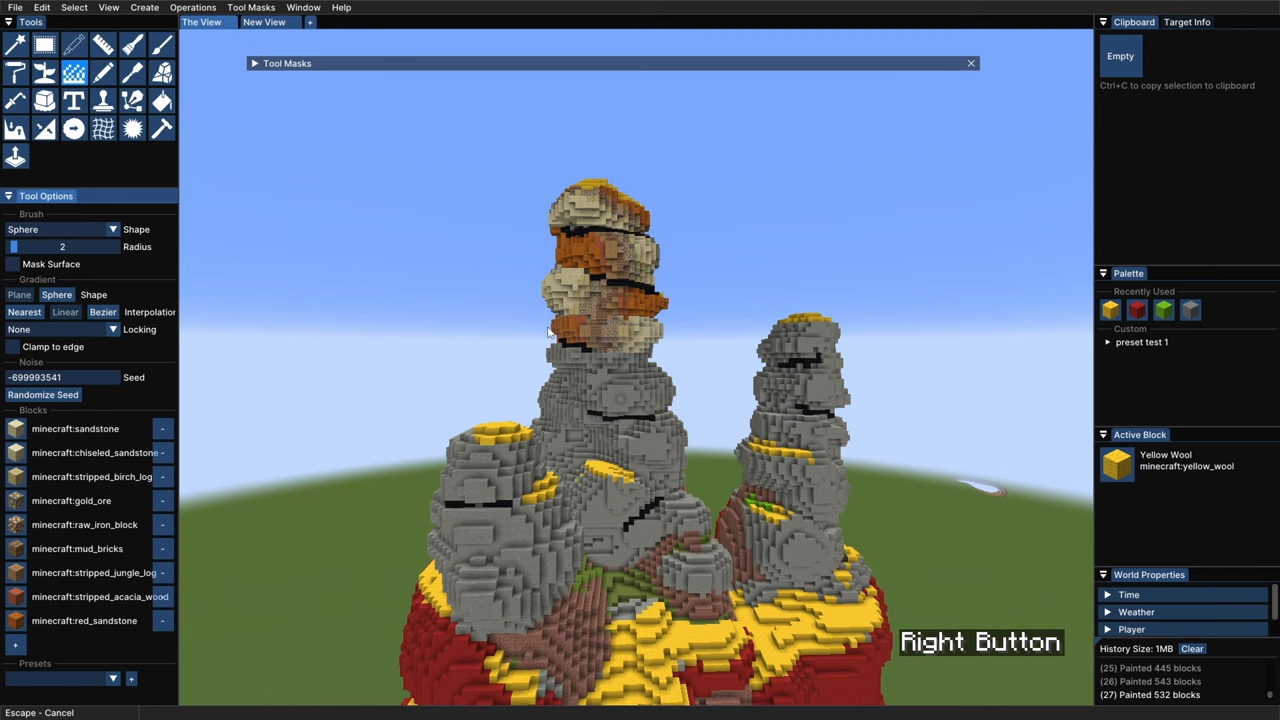 File Edit Select View Create Operations Tool Masks Window Help
Tools
The View New View +
Clipboard Target Info
Tool Masks
Empty
Ctrl+C to copy selection to clipboard
Tool Options
Brush
Sphere Shape
2 Radius
Mask Surface
Gradient
Plane Sphere Shape
Nearest Linear Bezier Interpolation
None Locking
Clamp to edge
Noise
-699993541 Seed
Randomize Seed
Blocks
minecraft:sandstone -
minecraft:chiseled_sandstone -
minecraft:stripped_birch_log -
minecraft:gold_ore -
minecraft:raw_iron_block -
minecraft:mud_bricks -
minecraft:stripped_jungle_log -
minecraft:stripped_acacia_wood
minecraft:red_sandstone -
+
Presets
+
Escape - Cancel
Palette
Recently Used
Custom
preset test 1
Active Block
Yellow Wool
minecraft:yellow_wool
World Properties
Time
Weather
Player
History Size: 1MB Clear
(25) Painted 445 blocks
(26) Painted 543 blocks
(27) Painted 532 blocks
Right Button